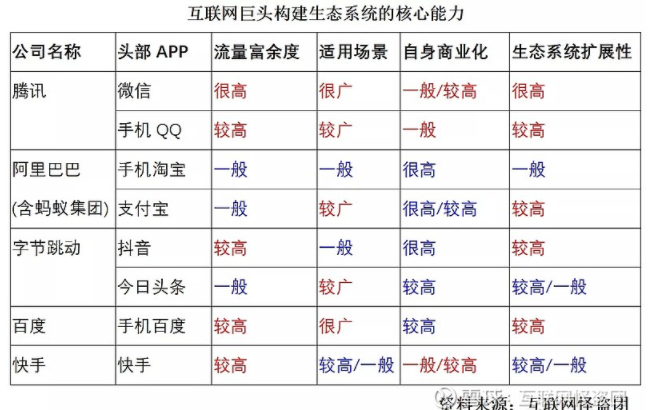 互联网巨头构建生态系统的核心能力
公司名称 头部 APP 流量富余度 适用场景 自身商业化 生态系统扩展性
腾讯 微信 很高 很广 一般/较高 很高
手机 QQ 较高 较广 一般 较高
阿里巴巴 手机淘宝 一般 一般 很高 一般
(含蚂蚁集团) 支付宝 一般 较广 很高/较高 较高
字节跳动 抖音 较高 一般 很高 较高
今日头条 一般 较广 较高 较高/一般
百度 手机百度 较高 很广 较高 较高
快手 快手 较高 较高/一般 一般/较高 较高/一般
资料来源：互联网怪盗团